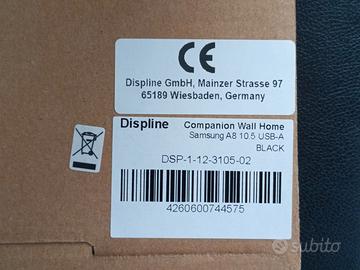 CE
Displine GmbH, Mainzer Strasse 97
65189 Wiesbaden, Germany
Displine
Companion Wall Home
Samsung A8 10.5 USB-A
BLACK
DSP-1-12-3105-02
4260600744575
subito